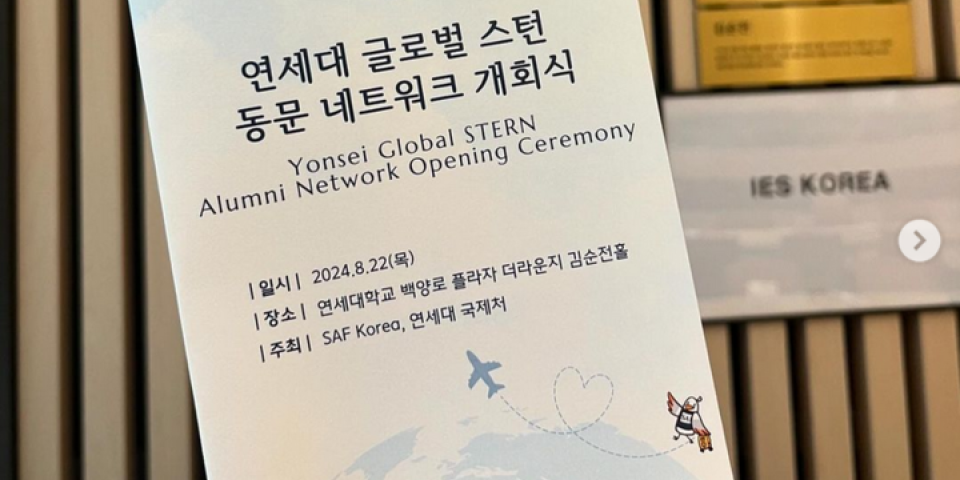 연세대 글로벌 스턴
동문 네트워크 개회식
Yonsei Global STERN
Alumni Network Opening Ceremony
| 일시 | 2024.8.22(목)
| 장소 | 연세대학교 백양로 플라자 더라운지 김순전홀
| 주최 | SAF Korea, 연세대 국제처
IES KOREA